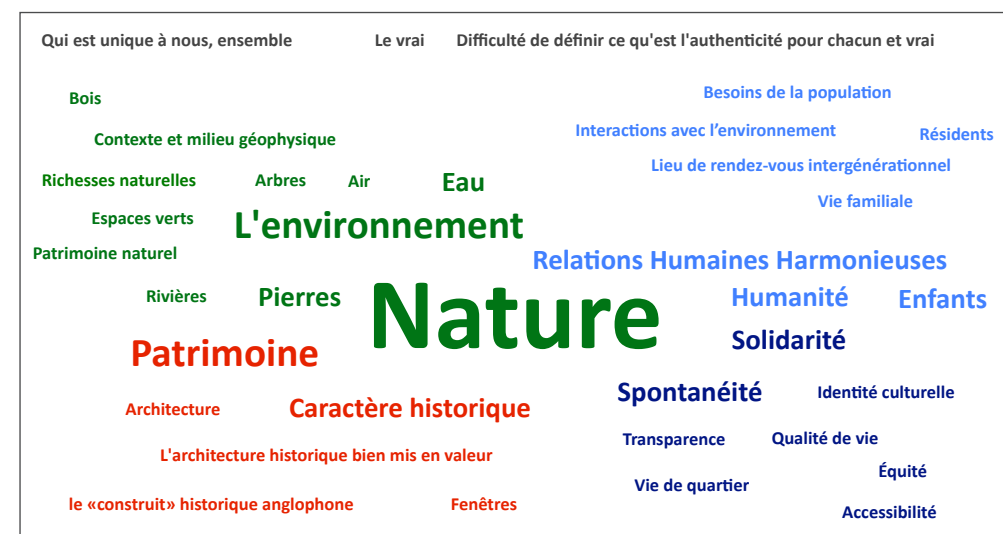 Qui est unique à nous, ensemble
Le vrai
Difficulté de définir ce qu'est l'authenticité pour chacun et vrai
Besoins de la population
Bois
Interactions avec l’environnement
Résidents
Contexte et milieu géophysique
Lieu de rendez-vous intergénérationnel
Richesses naturelles
Arbres
Air
Eau
Vie familiale
Espaces verts
L'environnement
Patrimoine naturel
Relations Humaines Harmonieuses
Rivières
Pierres
Nature
Humanité
Enfants
Solidarité
Patrimoine
Spontanéité
Identité culturelle
Architecture
Caractère historique
Transparence
Qualité de vie
L'architecture historique bien mis en valeur
Équité
Vie de quartier
le «construit» historique anglophone
Fenêtres
Accessibilité